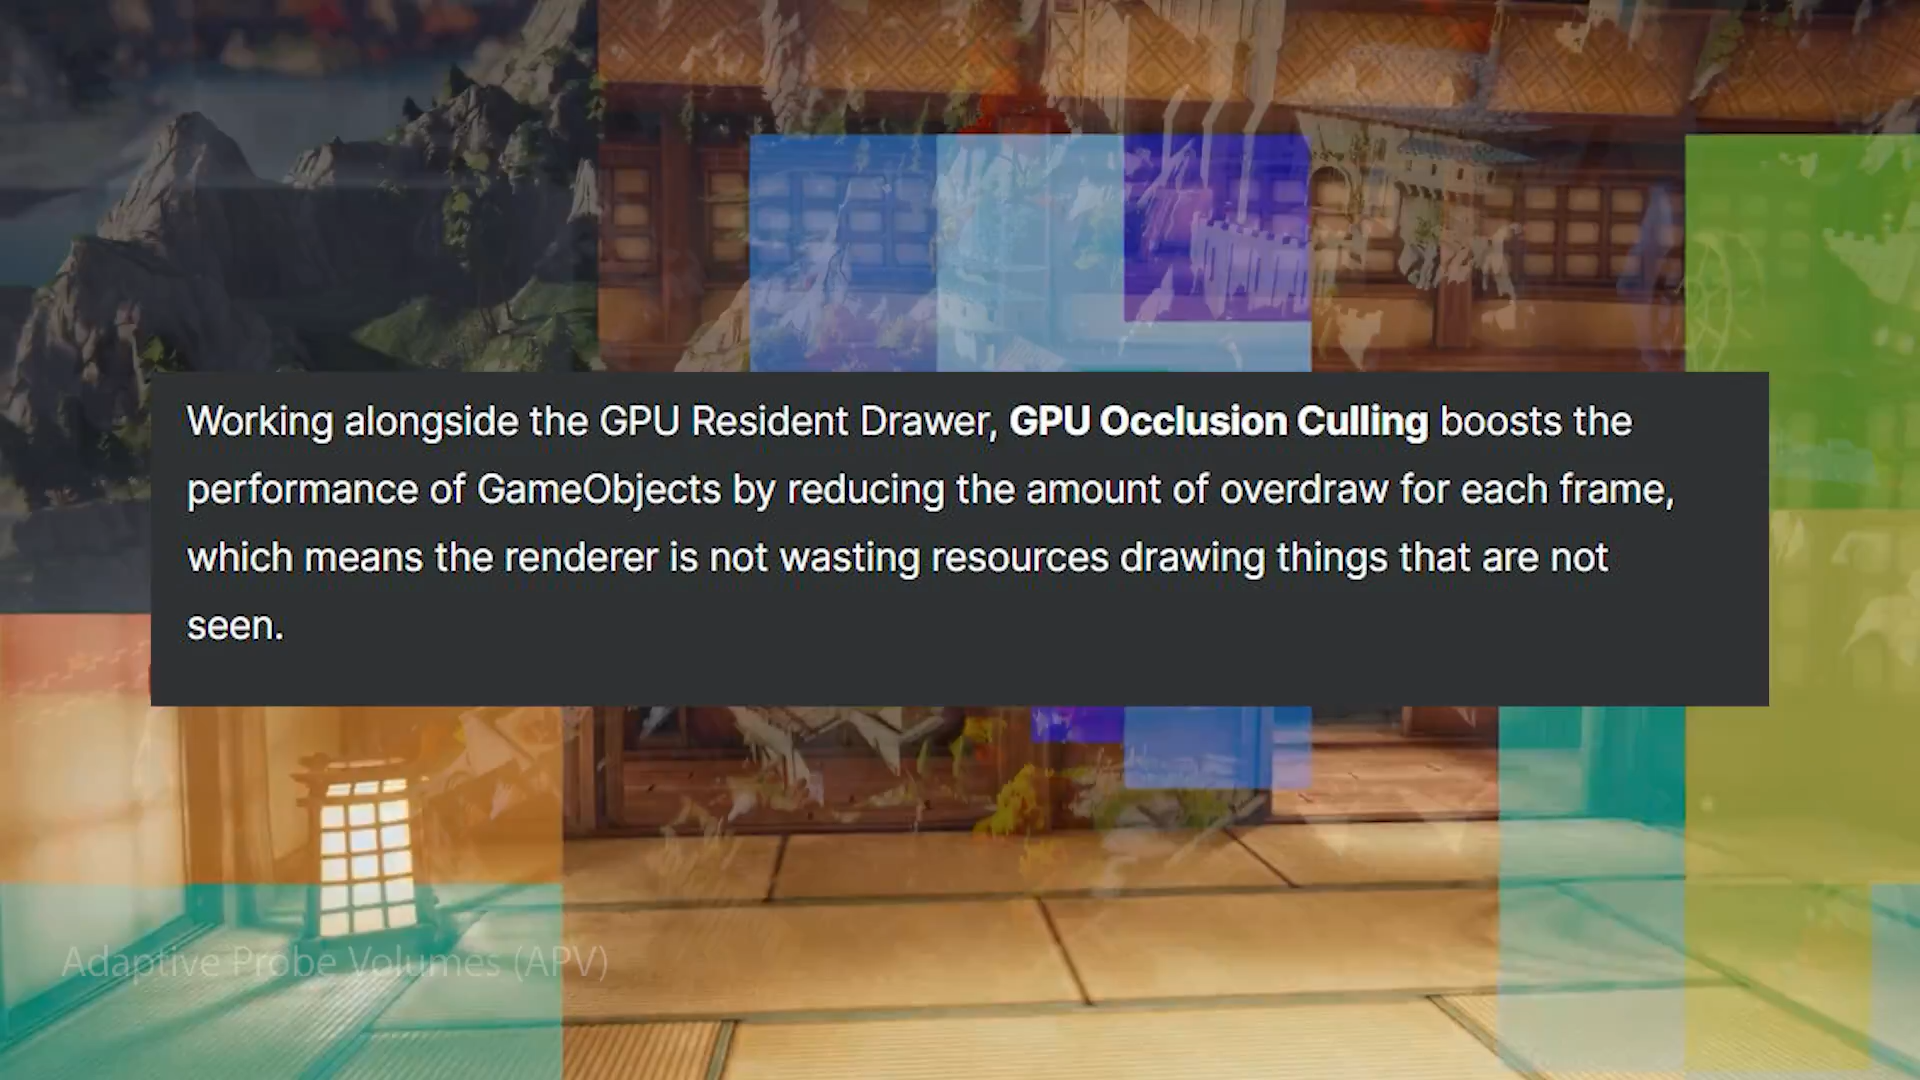 Working alongside the GPU Resident Drawer, GPU Occlusion Culling boosts the
performance of GameObjects by reducing the amount of overdraw for each frame,
which means the renderer is not wasting resources drawing things that are not
seen.
Adaptive Probe Volumes (APV)